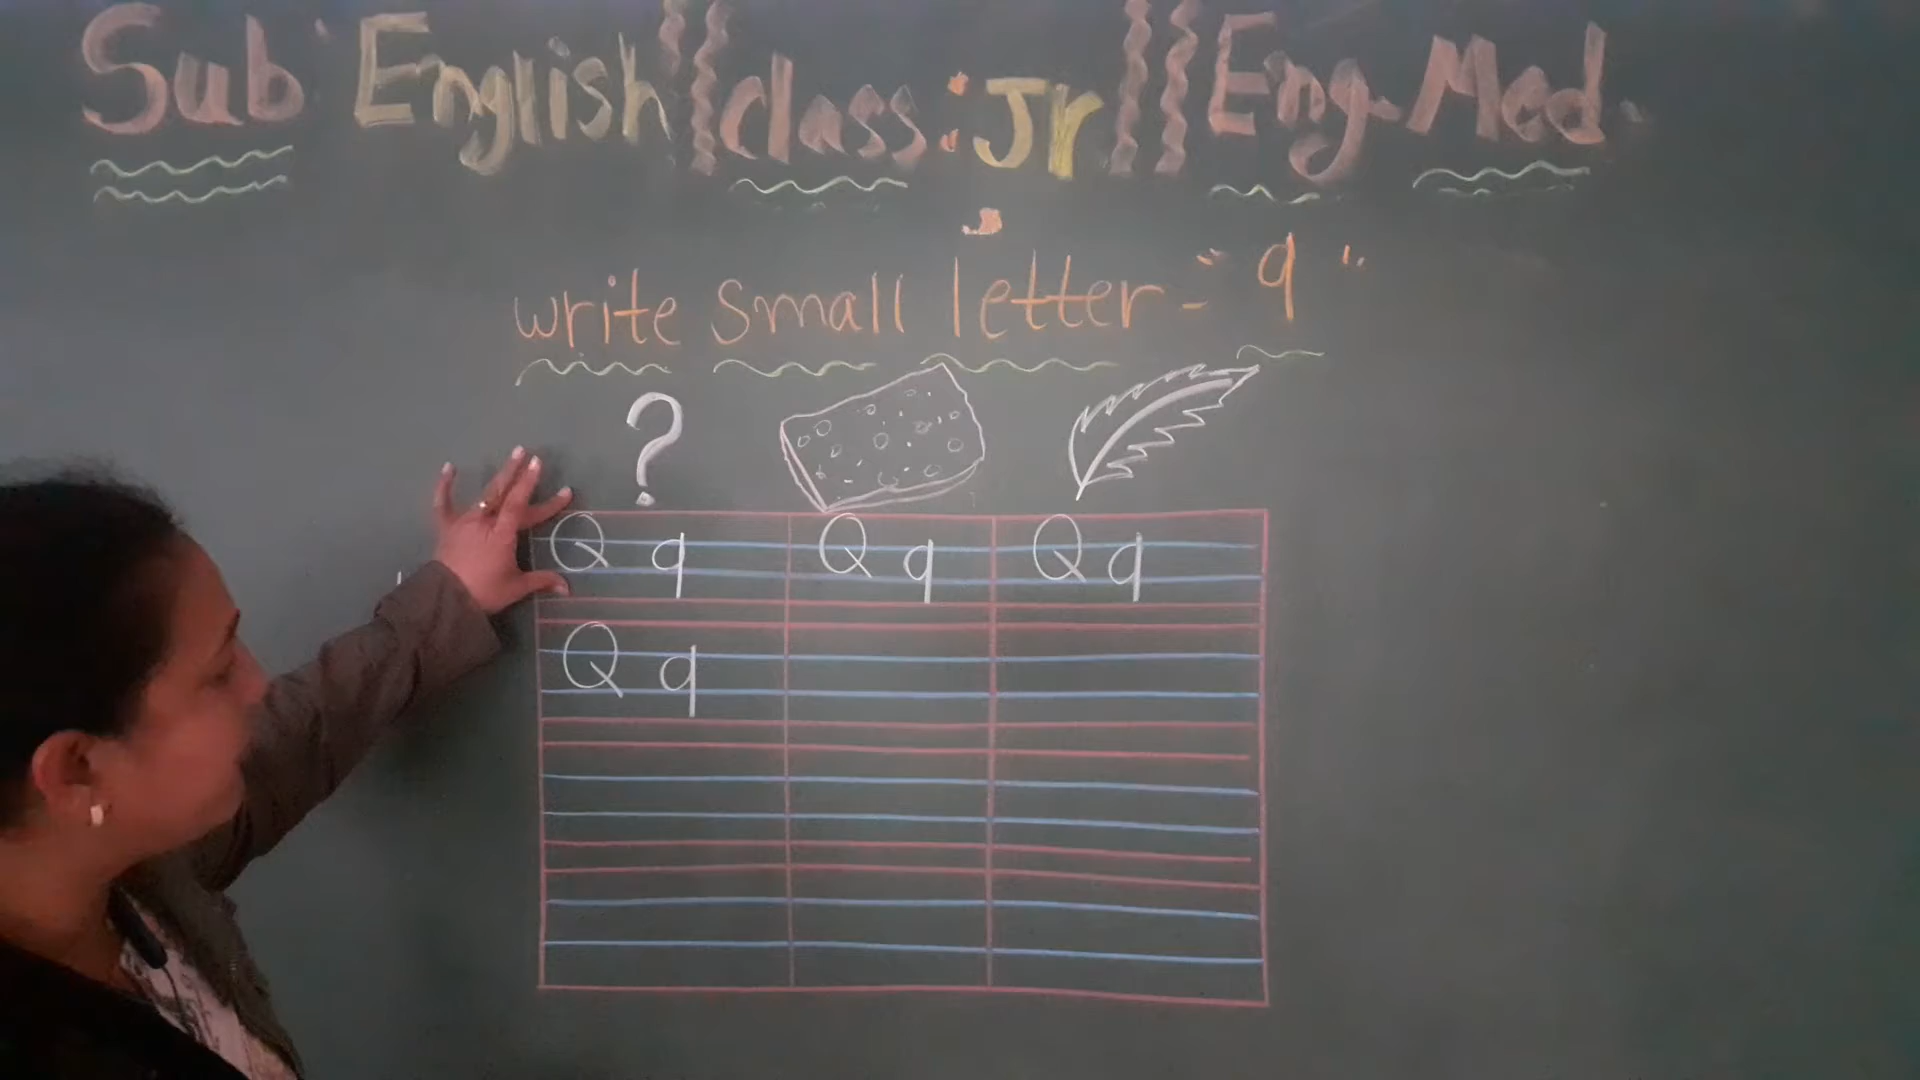 Sub English class: Jr Eng-Med.
write small letter - "q"
?
Q q Q q Q q
Q q